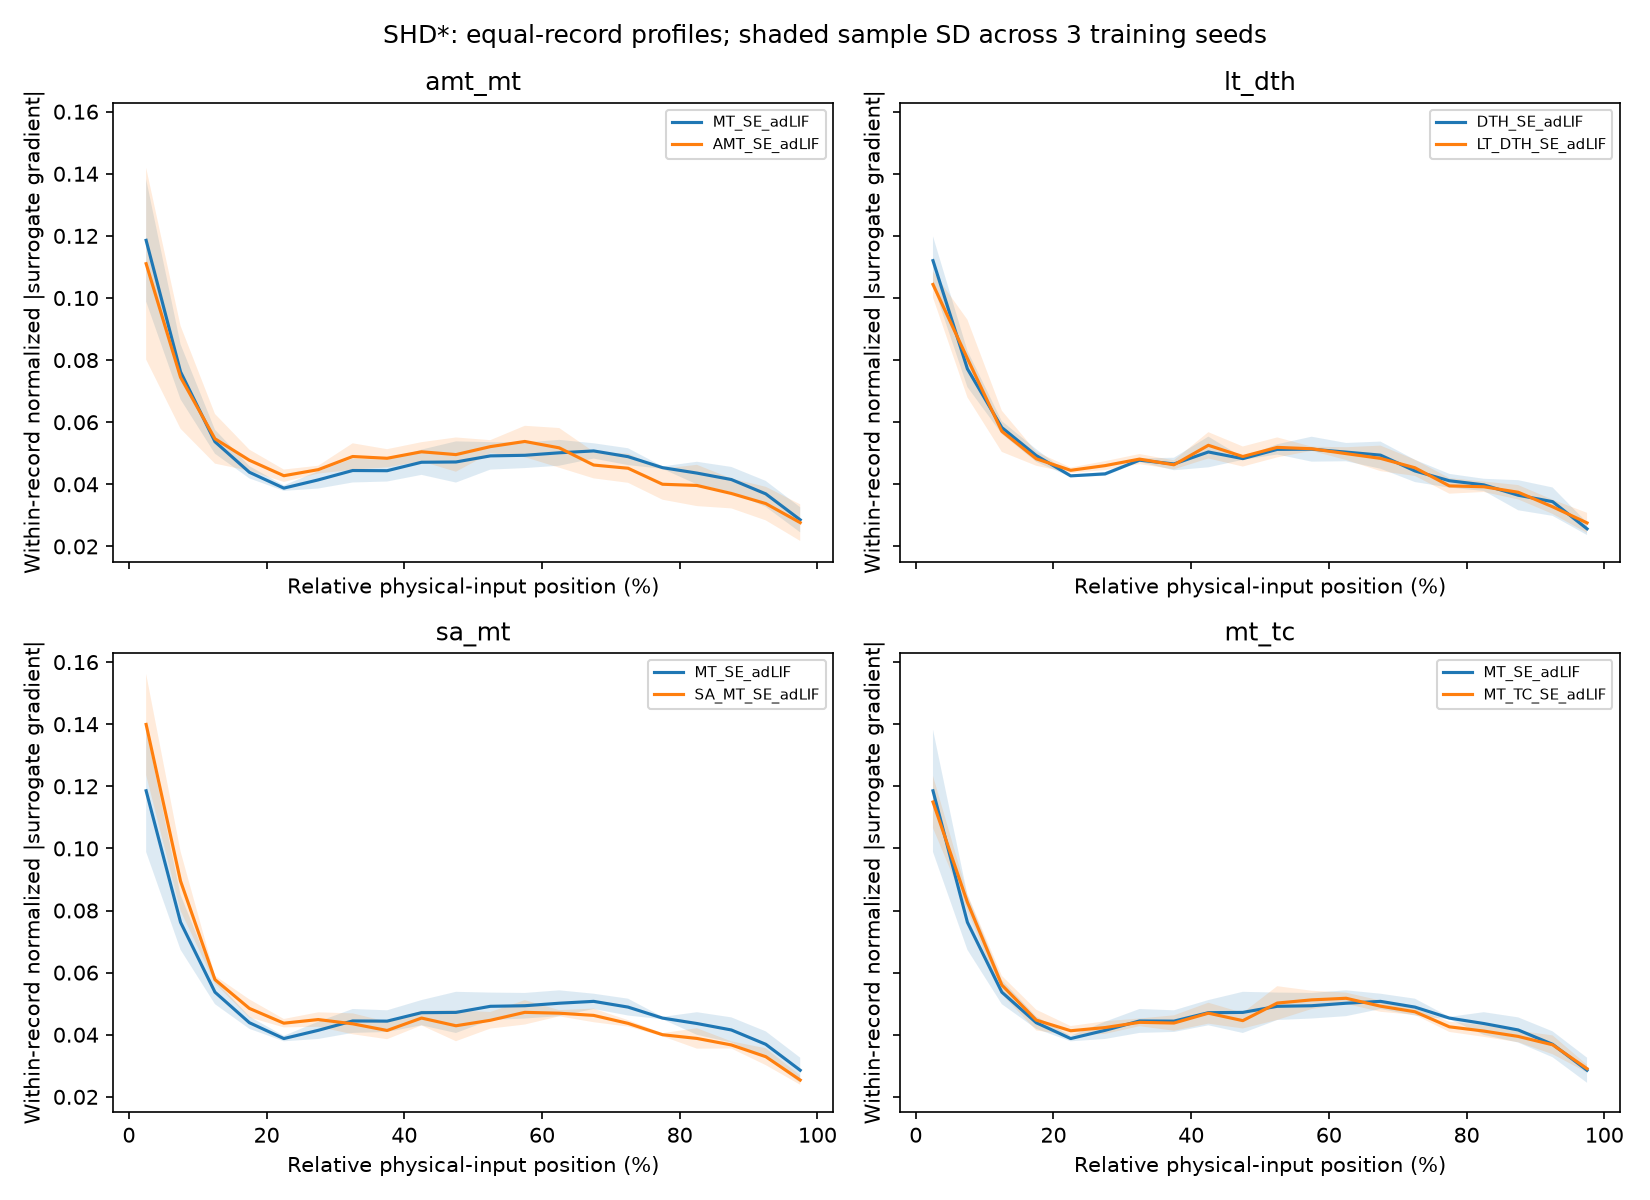 SHD*: equal-record profiles; shaded sample SD across 3 training seeds
amt_mt
Within-record normalized |surrogate gradient|
0.16
0.14
0.12
0.10
0.08
0.06
0.04
0.02
MT_SE_adLIF
AMT_SE_adLIF
Relative physical-input position (%)
lt_dth
Within-record normalized |surrogate gradient|
DTH_SE_adLIF
LT_DTH_SE_adLIF
Relative physical-input position (%)
sa_mt
Within-record normalized |surrogate gradient|
0.16
0.14
0.12
0.10
0.08
0.06
0.04
0.02
MT_SE_adLIF
SA_MT_SE_adLIF
0 20 40 60 80 100
Relative physical-input position (%)
mt_tc
Within-record normalized |surrogate gradient|
MT_SE_adLIF
MT_TC_SE_adLIF
0 20 40 60 80 100
Relative physical-input position (%)